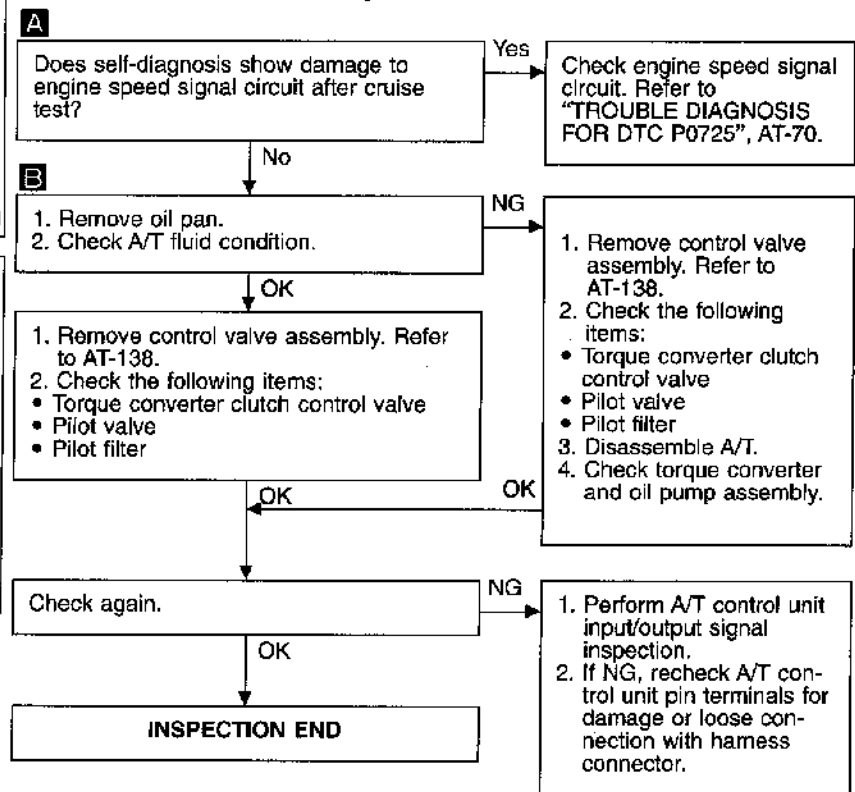 A
Does self-diagnosis show damage to
engine speed signal circuit after cruise
test?
Yes
Check engine speed signal
circuit. Refer to
“TROUBLE DIAGNOSIS
FOR DTC P0725”, AT-70.
No
B
1. Remove oil pan.
2. Check A/T fluid condition.
NG
1. Remove control valve
assembly. Refer to
AT-138.
2. Check the following
items:
• Torque converter clutch
control valve
• Pilot valve
• Pilot filter
3. Disassemble A/T.
4. Check torque converter
and oil pump assembly.
OK
1. Remove control valve assembly. Refer
to AT-138.
2. Check the following items:
• Torque converter clutch control valve
• Pilot valve
• Pilot filter
OK
OK
Check again.
NG
1. Perform A/T control unit
input/output signal
inspection.
2. If NG, recheck A/T con-
trol unit pin terminals for
damage or loose con-
nection with harness
connector.
OK
INSPECTION END